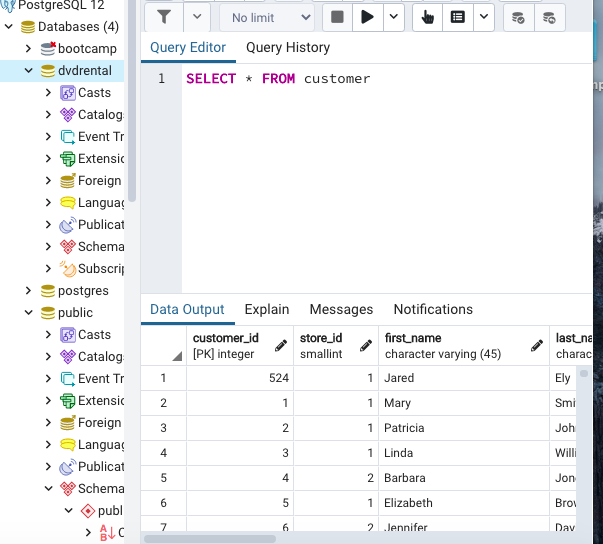 PostgreSQL 12
Databases (4)
bootcamp
dvdrental
Casts
Catalog
Event Tr
Extensio
Foreign
Languag
Publicat
Schema
Subscrip
postgres
public
Casts
Catalog
Event Tr
Extensio
Foreign
Languag
Publicat
Schema
publ
No limit
Query Editor Query History
1 SELECT * FROM customer
Data Output Explain Messages Notifications
customer_id store_id first_name last_na
[PK] integer smallint character varying (45) charac
1 524 1 Jared Ely
2 1 1 Mary Smi
3 2 1 Patricia Joh
4 3 1 Linda Willi
5 4 2 Barbara Jon
6 5 1 Elizabeth Brow
7 6 2 Jennifer Dav